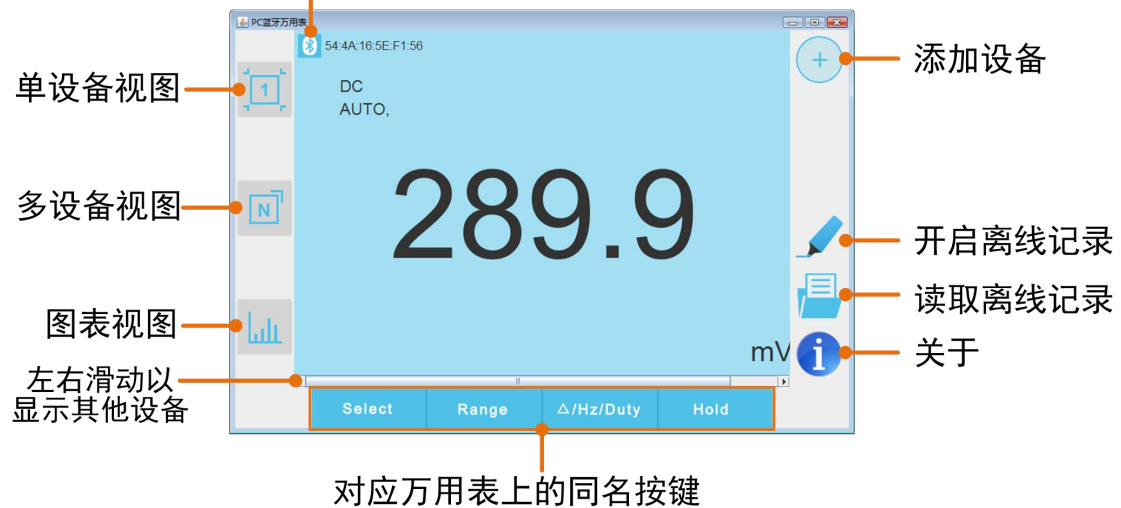 PC蓝牙万用表
54:4A:16:5E:F1:56
添加设备
单设备视图
1
DC
AUTO,
多设备视图
N
289.9
开启离线记录
读取离线记录
图表视图
mV
i
关于
左右滑动以
显示其他设备
Select Range △/Hz/Duty Hold
对应万用表上的同名按键